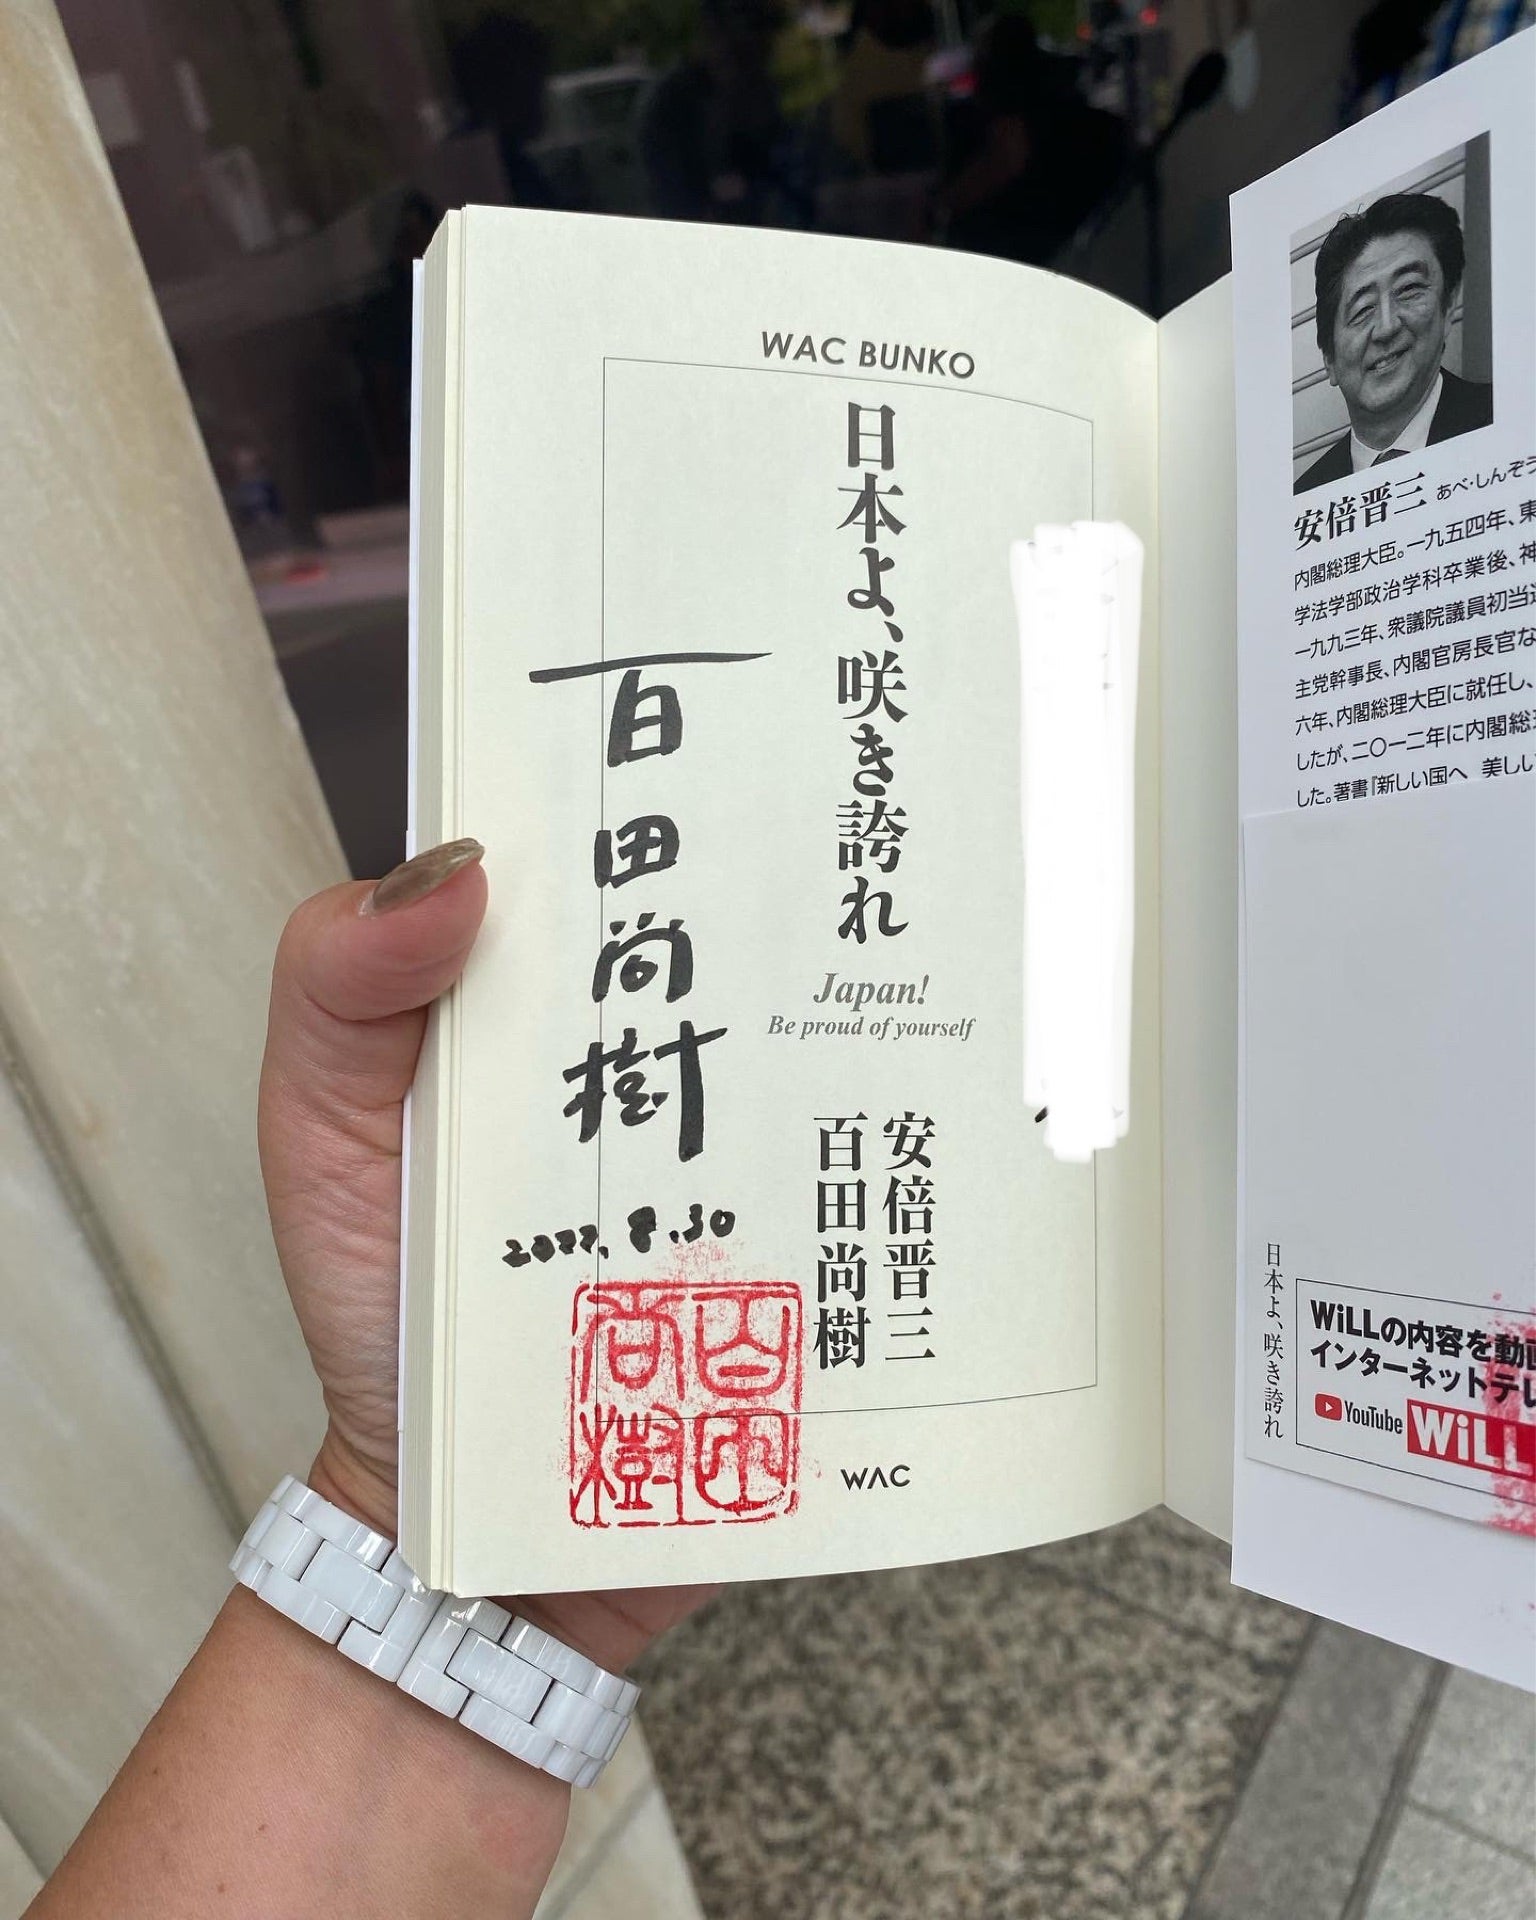 WAC BUNKO
日本よ、咲き誇れ
Japan!
Be proud of yourself
安倍晋三
百田尚樹
百田尚樹
2022.8.30
百田
尚樹
WAC
安倍晋三 あべ・しんぞう
内閣総理大臣。一九五四年、東
学法学部政治学科卒業後、神
一九九三年、衆議院議員初当
主党幹事長、内閣官房長官な
六年、内閣総理大臣に就任し、
したが、二〇一二年に内閣総
した。著書『新しい国へ 美しい
日本よ、咲き誇れ
WiLLの内容を動画
インターネットテレ
YouTube WiLL